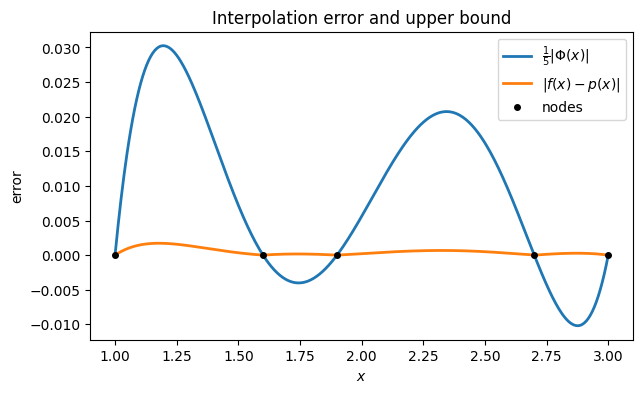 Interpolation error and upper bound
$\frac{1}{5}|\Phi(x)|$
$|f(x) - p(x)|$
nodes
error
0.030
0.025
0.020
0.015
0.010
0.005
0.000
−0.005
−0.010
1.00 1.25 1.50 1.75 2.00 2.25 2.50 2.75 3.00
x